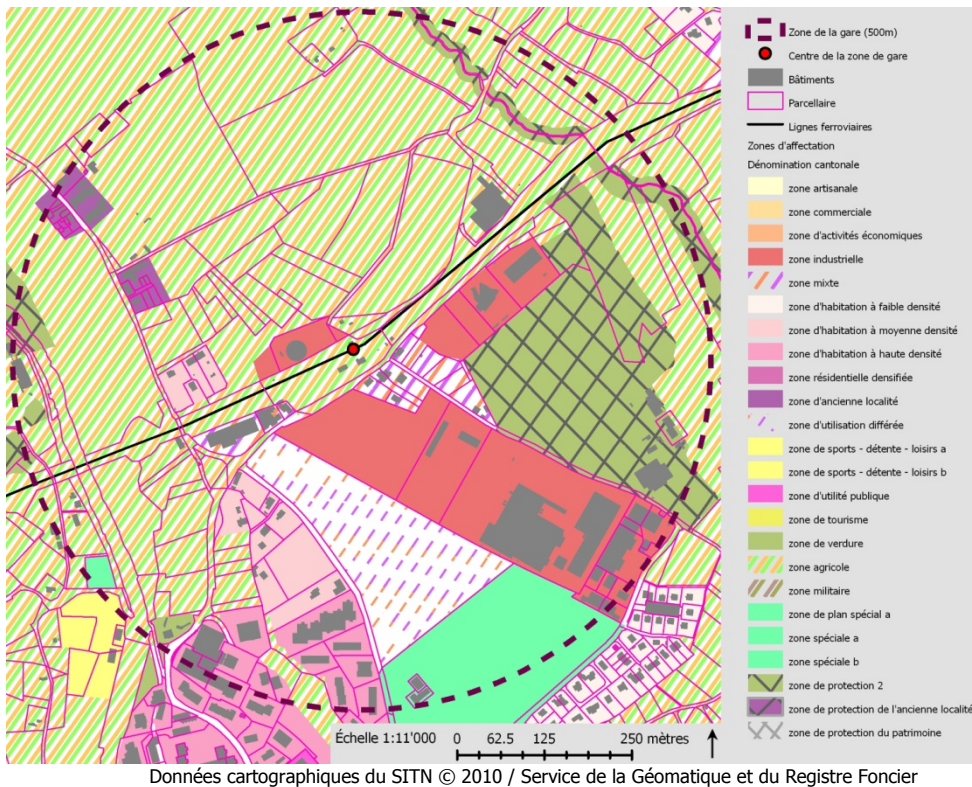 Zone de la gare (500m)
Centre de la zone de gare
Bâtiments
Parcellaire
Lignes ferroviaires
Zones d'affectation
Dénomination cantonale
zone artisanale
zone commerciale
zone d'activités économiques
zone industrielle
zone mixte
zone d'habitation à faible densité
zone d'habitation à moyenne densité
zone d'habitation à haute densité
zone résidentielle densifiée
zone d'ancienne localité
zone d'utilisation différée
zone de sports - détente - loisirs a
zone de sports - détente - loisirs b
zone d'utilité publique
zone de tourisme
zone de verdure
zone agricole
zone militaire
zone de plan spécial a
zone spéciale a
zone spéciale b
zone de protection 2
zone de protection de l'ancienne localité
zone de protection du patrimoine
Échelle 1:11'000 0 62.5 125 250 mètres
Données cartographiques du SITN © 2010 / Service de la Géomatique et du Registre Foncier